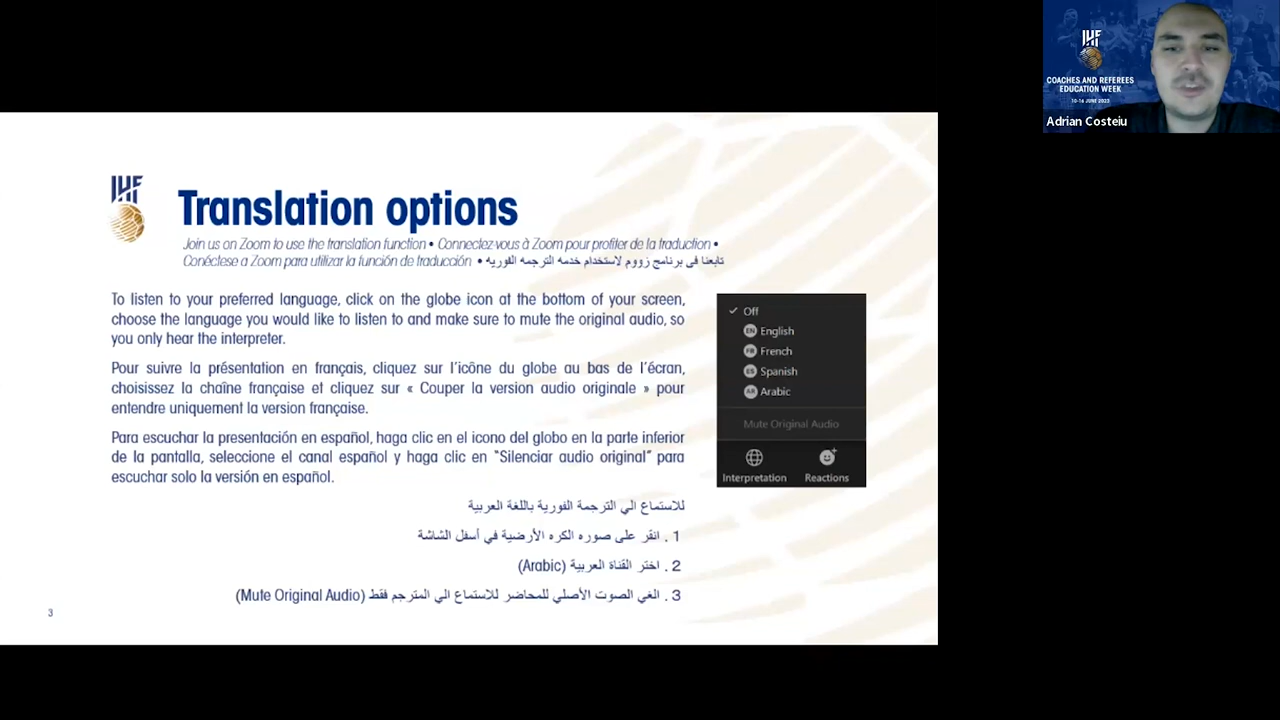 IHF
Translation options
Join us on Zoom to use the translation function • Connectez-vous à Zoom pour profiter de la traduction •
Conéctese a Zoom para utilizar la función de traducción • تابعنا فى برنامج زووم لاستخدام خدمه الترجمه الفوريه
To listen to your preferred language, click on the globe icon at the bottom of your screen,
choose the language you would like to listen to and make sure to mute the original audio, so
you only hear the interpreter.
Pour suivre la présentation en français, cliquez sur l'icône du globe au bas de l'écran,
choisissez la chaîne française et cliquez sur « Couper la version audio originale » pour
entendre uniquement la version française.
Para escuchar la presentación en español, haga clic en el icono del globo en la parte inferior
de la pantalla, seleccione el canal español y haga clic en "Silenciar audio original" para
escuchar solo la versión en español.
للاستماع الي الترجمة الفورية باللغة العربية
1 . انقر على صوره الكره الأرضية في أسفل الشاشة
2 . اختر القناة العربية (Arabic)
3 . الغي الصوت الأصلي للمحاضر للاستماع الي المترجم فقط (Mute Original Audio)
Off
EN English
FR French
ES Spanish
AR Arabic
Mute Original Audio
Interpretation Reactions
3
IHF
COACHES AND REFEREES
EDUCATION WEEK
10-16 JUNE 2023
Adrian Costeiu